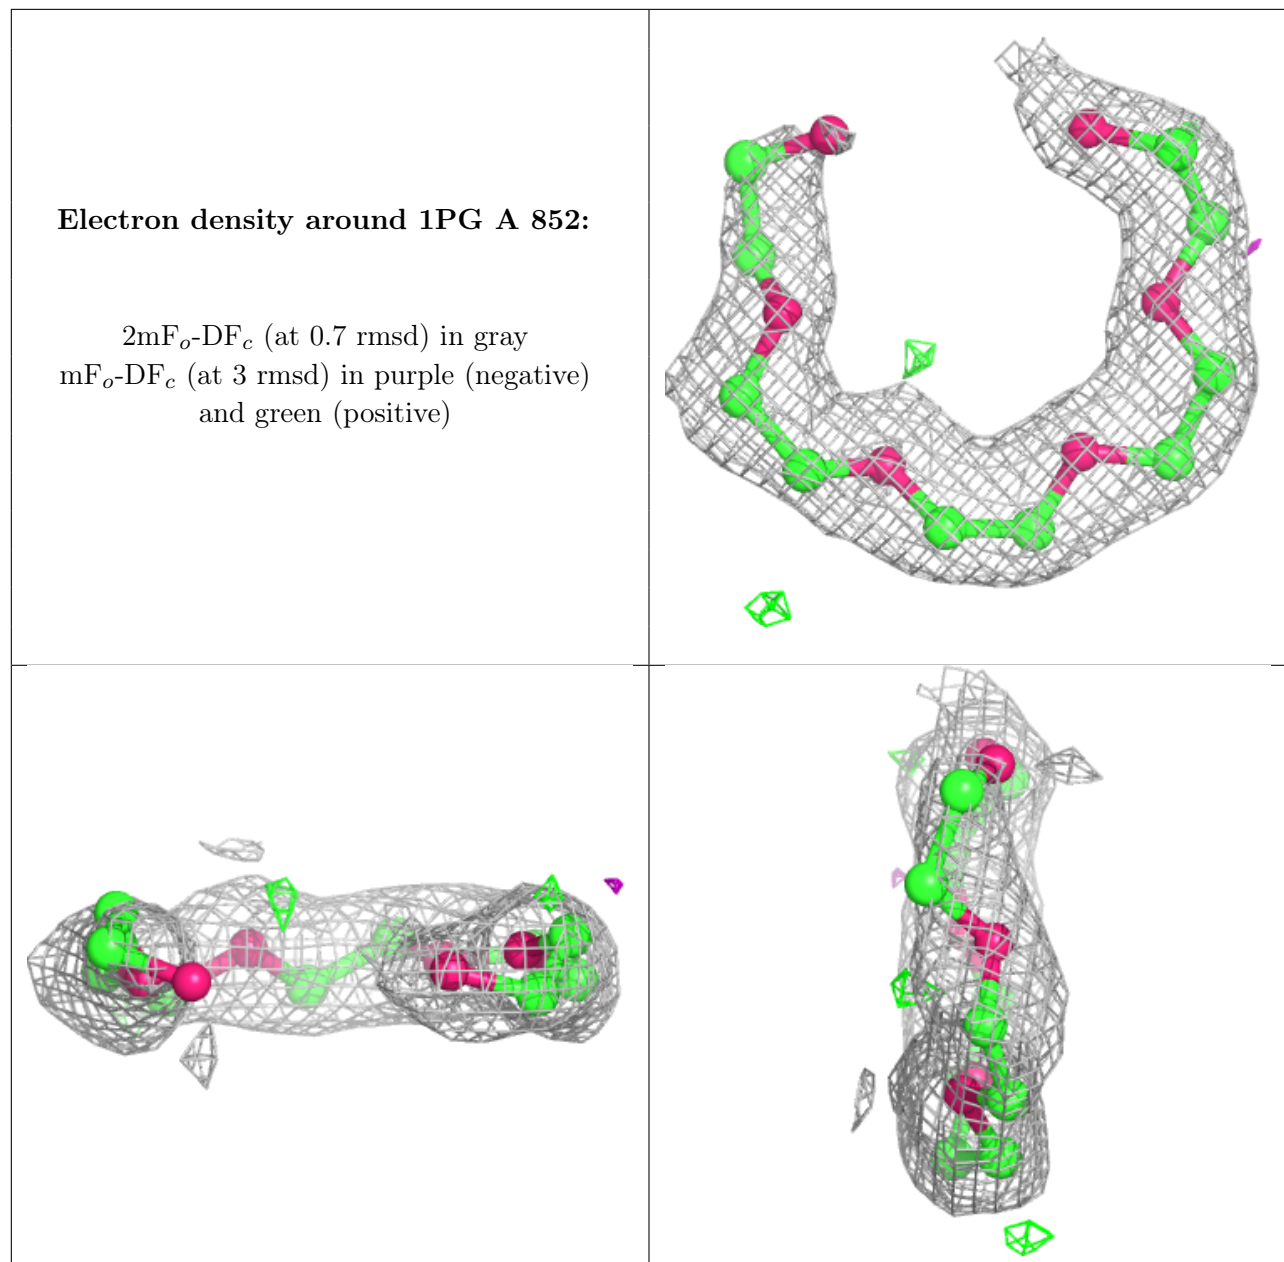 Electron density around 1PG A 852:
2mFo-DFc (at 0.7 rmsd) in gray
mFo-DFc (at 3 rmsd) in purple (negative)
and green (positive)